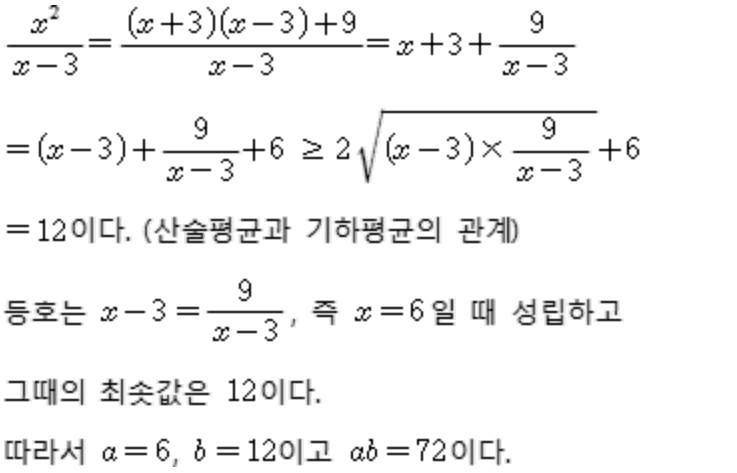 x²/(x−3) = ((x+3)(x−3)+9)/(x−3) = x+3+9/(x−3)
=(x−3)+9/(x−3)+6 ≥ 2√((x−3)×9/(x−3))+6
=12이다. (산술평균과 기하평균의 관계)
등호는 x−3=9/(x−3), 즉 x=6일 때 성립하고
그때의 최솟값은 12이다.
따라서 a=6, b=12이고 ab=72이다.